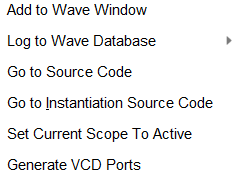 Add to Wave Window
Log to Wave Database
Go to Source Code
Go to Instantiation Source Code
Set Current Scope To Active
Generate VCD Ports